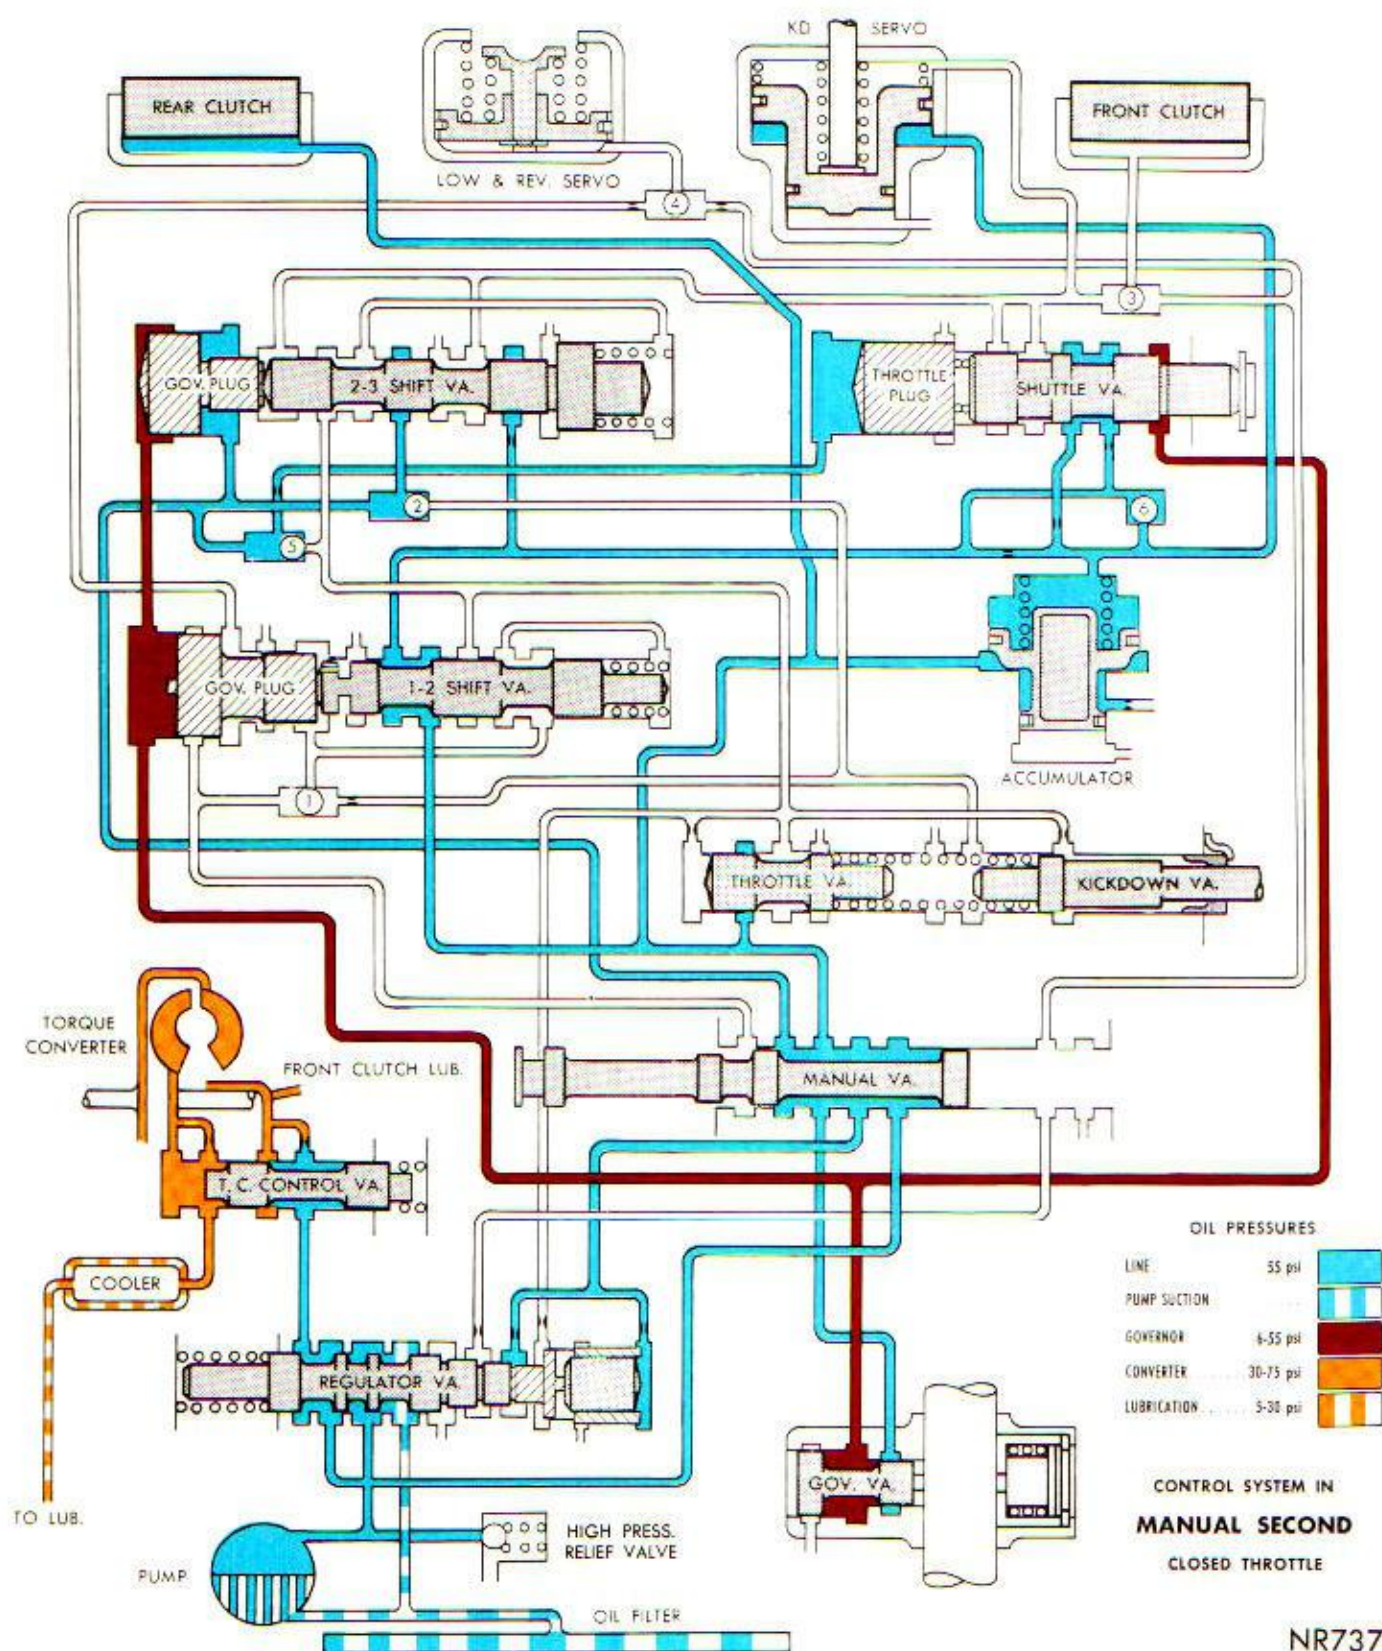 KD SERVO
REAR CLUTCH
FRONT CLUTCH
LOW & REV. SERVO
4
3
GOV. PLUG
2-3 SHIFT VA.
THROTTLE
PLUG
SHUTTLE VA.
2
6
5
GOV. PLUG
1-2 SHIFT VA.
ACCUMULATOR
1
THROTTLE VA.
KICKDOWN VA.
TORQUE
CONVERTER
FRONT CLUTCH LUB.
MANUAL VA.
T. C. CONTROL VA.
OIL PRESSURES
LINE 55 psi
PUMP SUCTION ....
GOVERNOR 6-55 psi
CONVERTER ........ 30-75 psi
LUBRICATION ....... 5-30 psi
COOLER
REGULATOR VA.
TO LUB.
GOV. VA.
HIGH PRESS.
RELIEF VALVE
PUMP
OIL FILTER
CONTROL SYSTEM IN
MANUAL SECOND
CLOSED THROTTLE
NR737